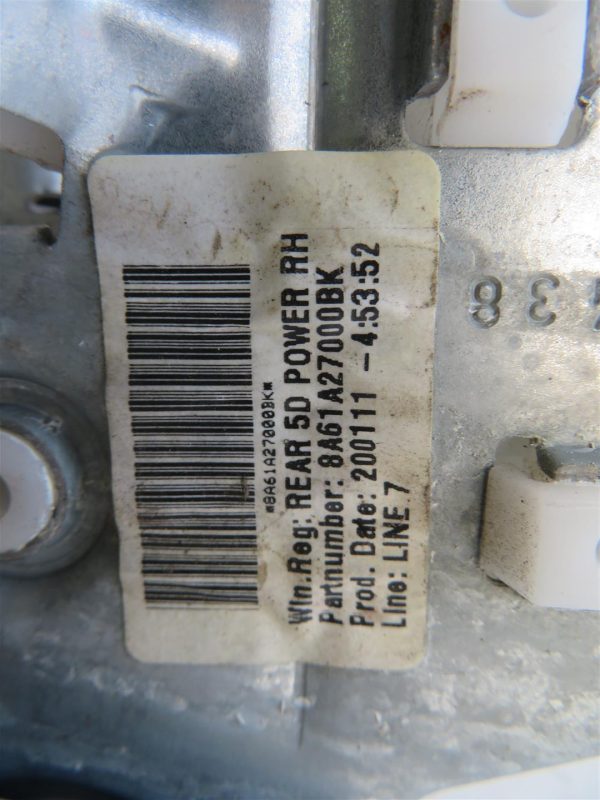 *8A61A27000BK*
Win.Reg: REAR 5D POWER RH
Partnumber: 8A61A27000BK
Prod. Date: 200111 - 4:53:52
Line: LINE.7
38